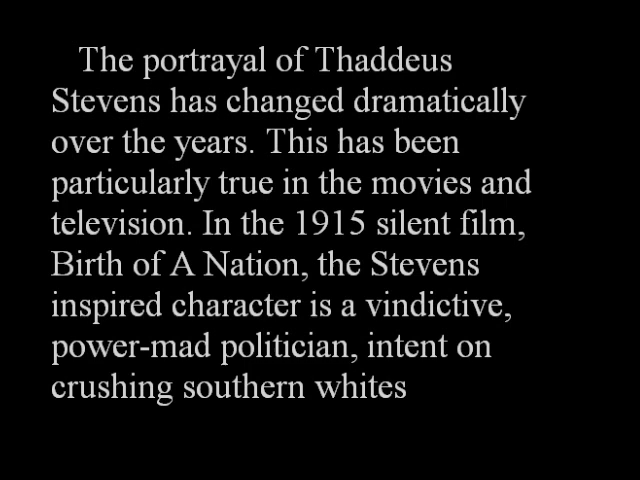 The portrayal of Thaddeus
Stevens has changed dramatically
over the years. This has been
particularly true in the movies and
television. In the 1915 silent film,
Birth of A Nation, the Stevens
inspired character is a vindictive,
power-mad politician, intent on
crushing southern whites